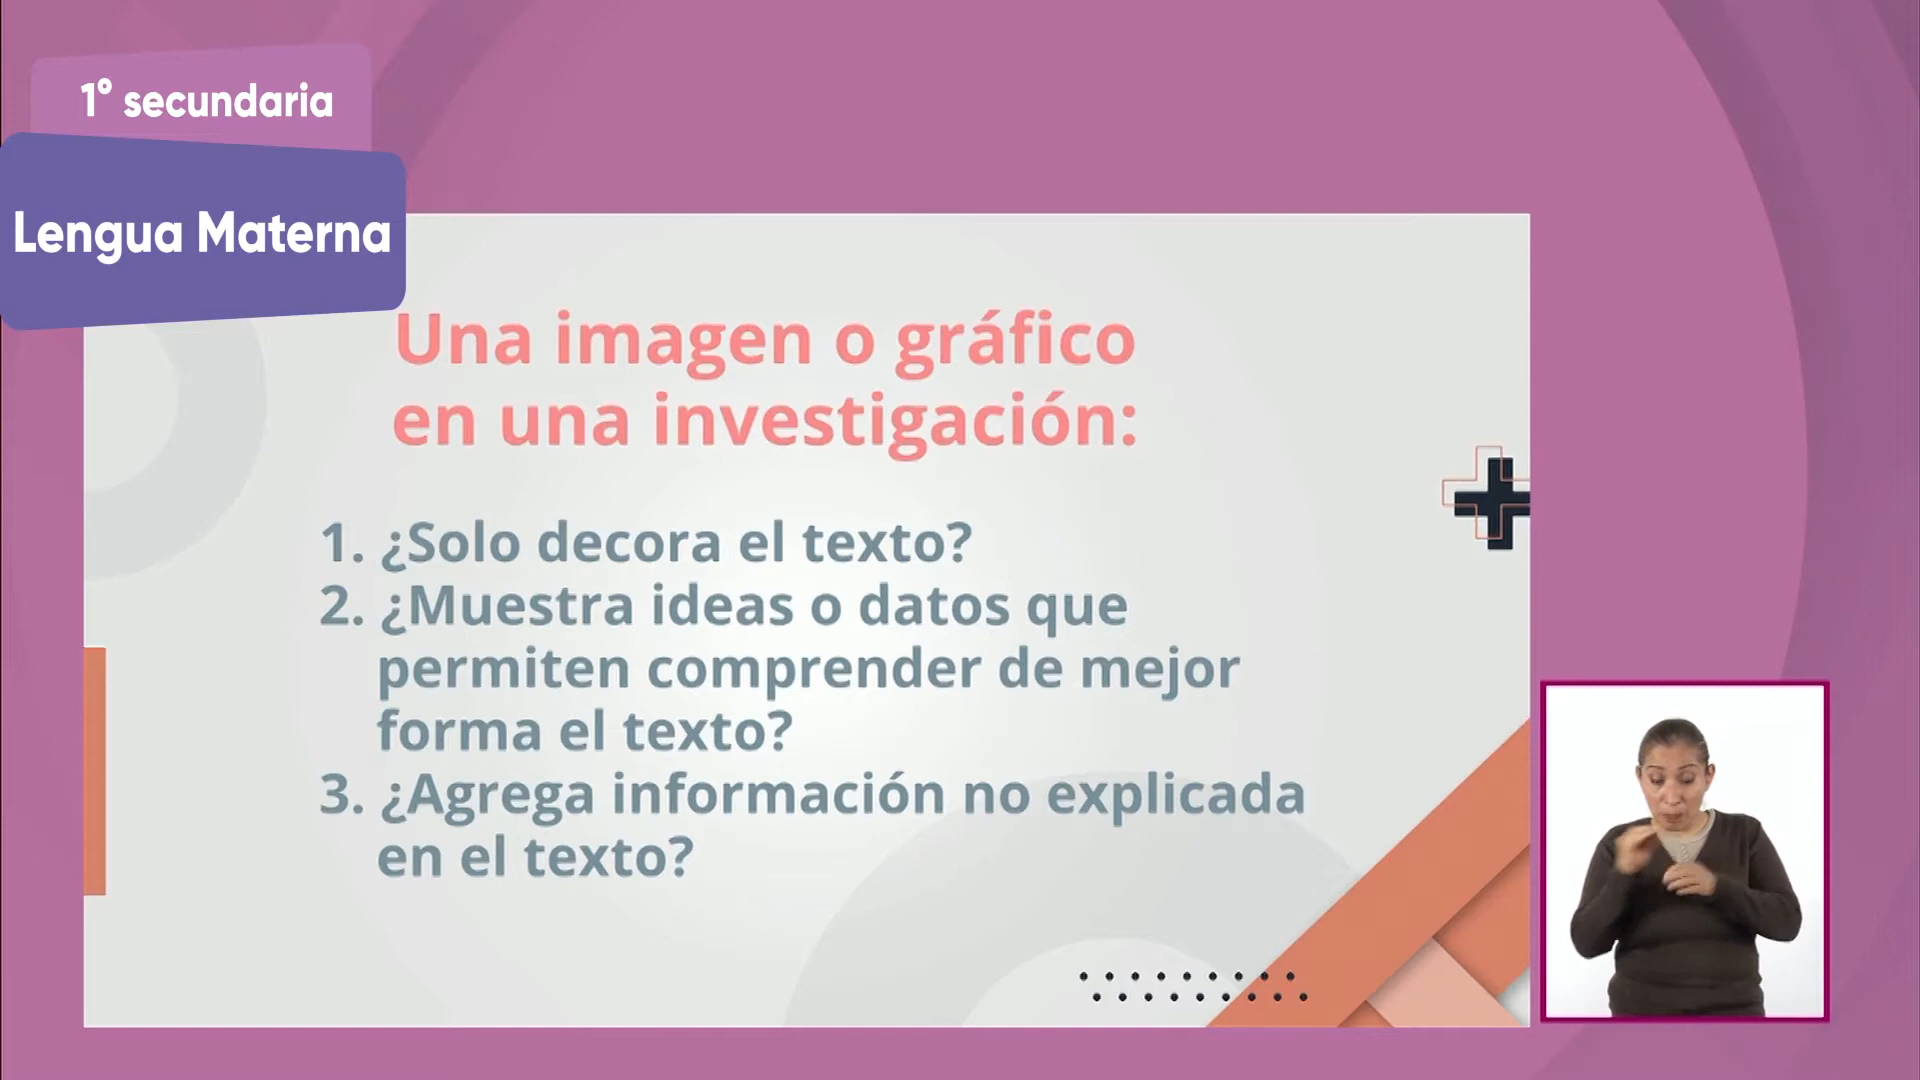 1° secundaria
Lengua Materna
Una imagen o gráfico
en una investigación:
1. ¿Solo decora el texto?
2. ¿Muestra ideas o datos que
permiten comprender de mejor
forma el texto?
3. ¿Agrega información no explicada
en el texto?